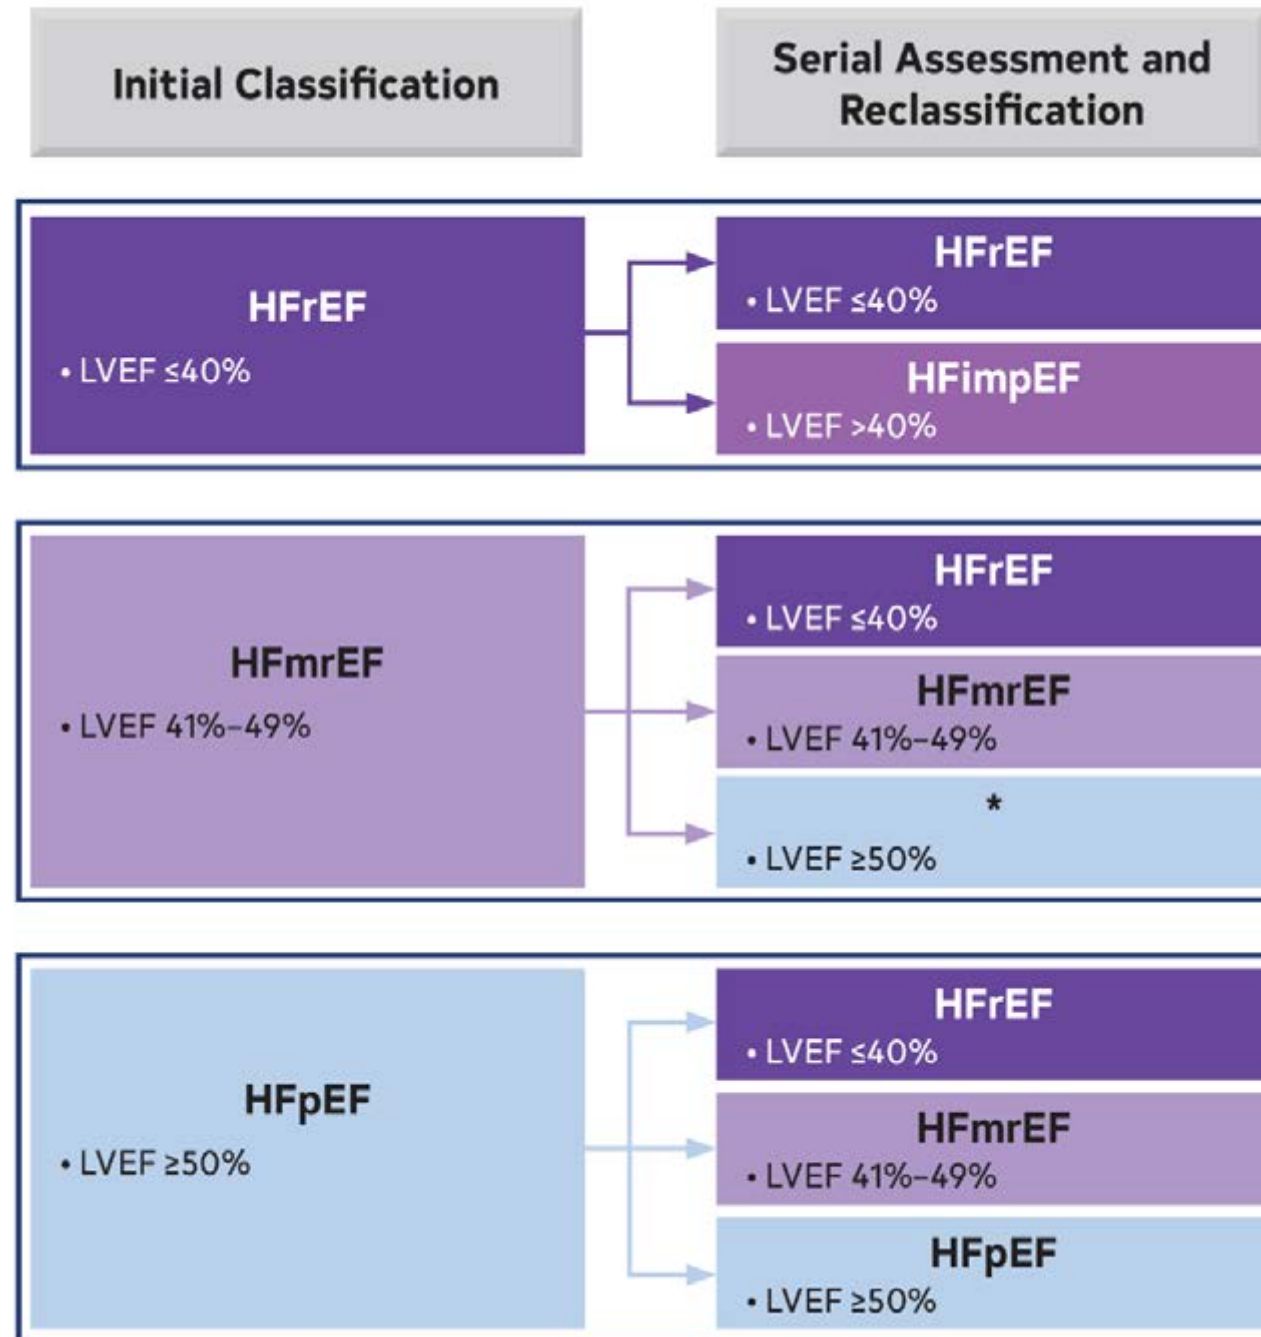 Initial Classification
Serial Assessment and
Reclassification
HFrEF
• LVEF ≤40%
HFrEF
• LVEF ≤40%
HFimpEF
• LVEF >40%
HFmrEF
• LVEF 41%–49%
HFrEF
• LVEF ≤40%
HFmrEF
• LVEF 41%–49%
*
• LVEF ≥50%
HFpEF
• LVEF ≥50%
HFrEF
• LVEF ≤40%
HFmrEF
• LVEF 41%–49%
HFpEF
• LVEF ≥50%